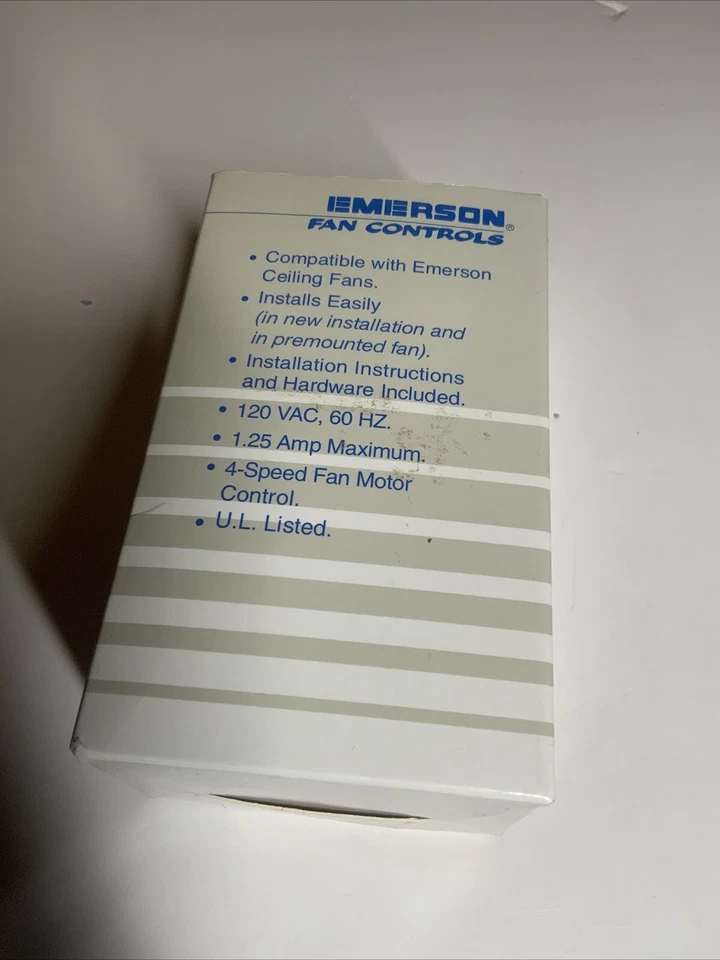 EMERSON®
FAN CONTROLS
• Compatible with Emerson
Ceiling Fans.
• Installs Easily
(in new installation and
in premounted fan).
• Installation Instructions
and Hardware Included.
• 120 VAC, 60 HZ.
• 1.25 Amp Maximum.
• 4-Speed Fan Motor
Control.
• U.L. Listed.